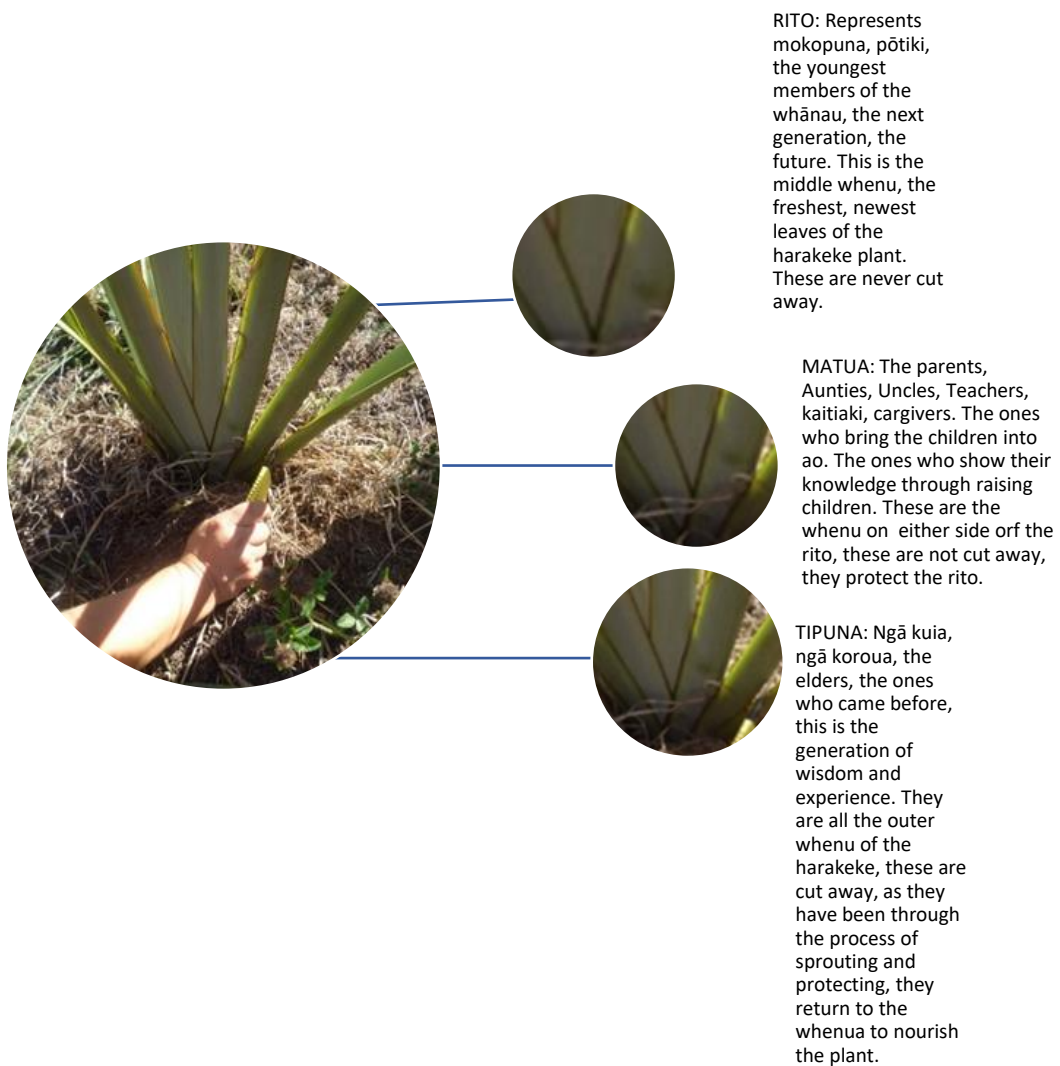 RITO: Represents
mokopuna, pōtiki,
the youngest
members of the
whānau, the next
generation, the
future. This is the
middle whenu, the
freshest, newest
leaves of the
harakeke plant.
These are never cut
away.
MATUA: The parents,
Aunties, Uncles, Teachers,
kaitiaki, cargivers. The ones
who bring the children into
ao. The ones who show their
knowledge through raising
children. These are the
whenu on  either side orf the
rito, these are not cut away,
they protect the rito.
TIPUNA: Ngā kuia,
ngā koroua, the
elders, the ones
who came before,
this is the
generation of
wisdom and
experience. They
are all the outer
whenu of the
harakeke, these are
cut away, as they
have been through
the process of
sprouting and
protecting, they
return to the
whenua to nourish
the plant.